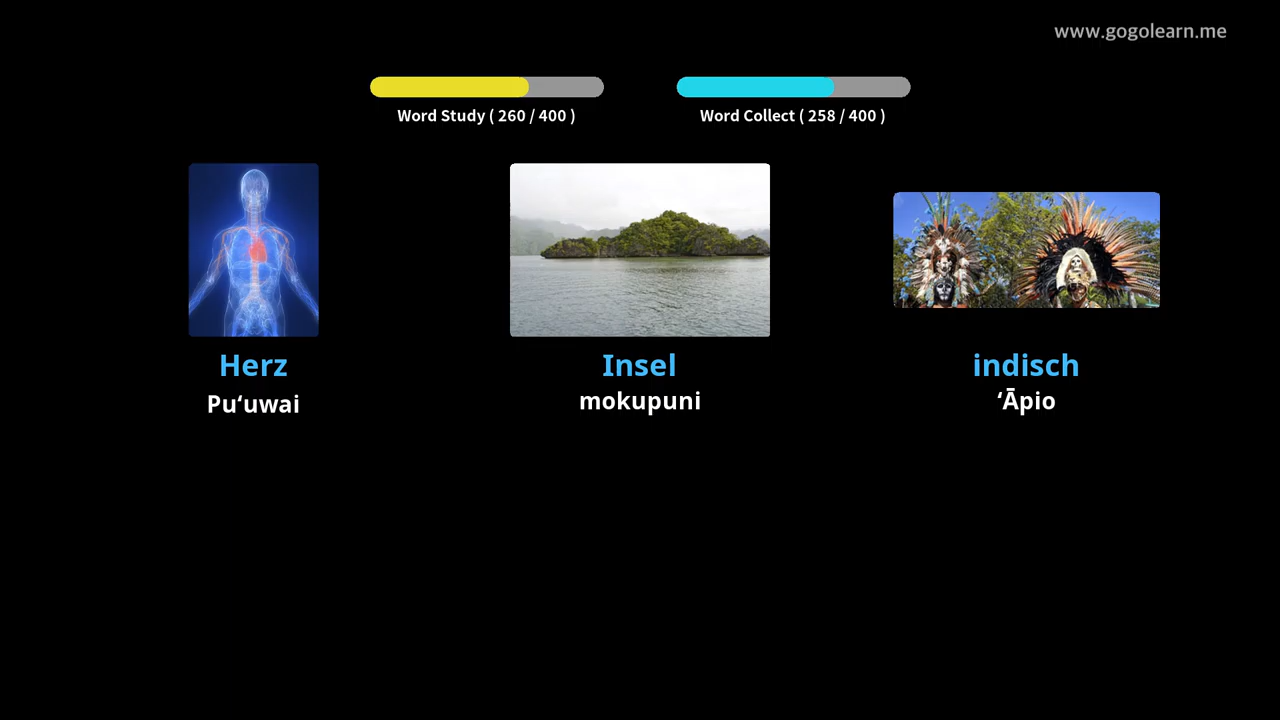 www.gogolearn.me
Word Study ( 260 / 400 )
Word Collect ( 258 / 400 )
Herz
Puʻuwai
Insel
mokupuni
indisch
ʻĀpio